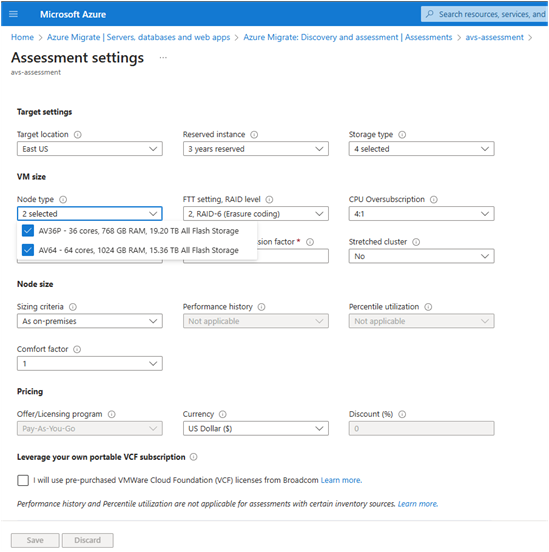 Microsoft Azure
Search resources, services, and
Home > Azure Migrate | Servers, databases and web apps > Azure Migrate: Discovery and assessment | Assessments > avs-assessment >
Assessment settings ...
avs-assessment
Target settings
Target location Reserved instance Storage type
East US 3 years reserved 4 selected
VM size
Node type FTT setting, RAID level CPU Oversubscription
2 selected 2, RAID-6 (Erasure coding) 4:1
AV36P - 36 cores, 768 GB RAM, 19.20 TB All Flash Storage
factor * Stretched cluster
AV64 - 64 cores, 1024 GB RAM, 15.36 TB All Flash Storage
No
Node size
Sizing criteria Performance history Percentile utilization
As on-premises Not applicable Not applicable
Comfort factor
1
Pricing
Offer/Licensing program Currency Discount (%)
Pay-As-You-Go US Dollar ($) 0
Leverage your own portable VCF subscription
I will use pre-purchased VMWare Cloud Foundation (VCF) licenses from Broadcom Learn more.
Performance history and Percentile utilization are not applicable for assessments with certain inventory sources. Learn more.
Save Discard